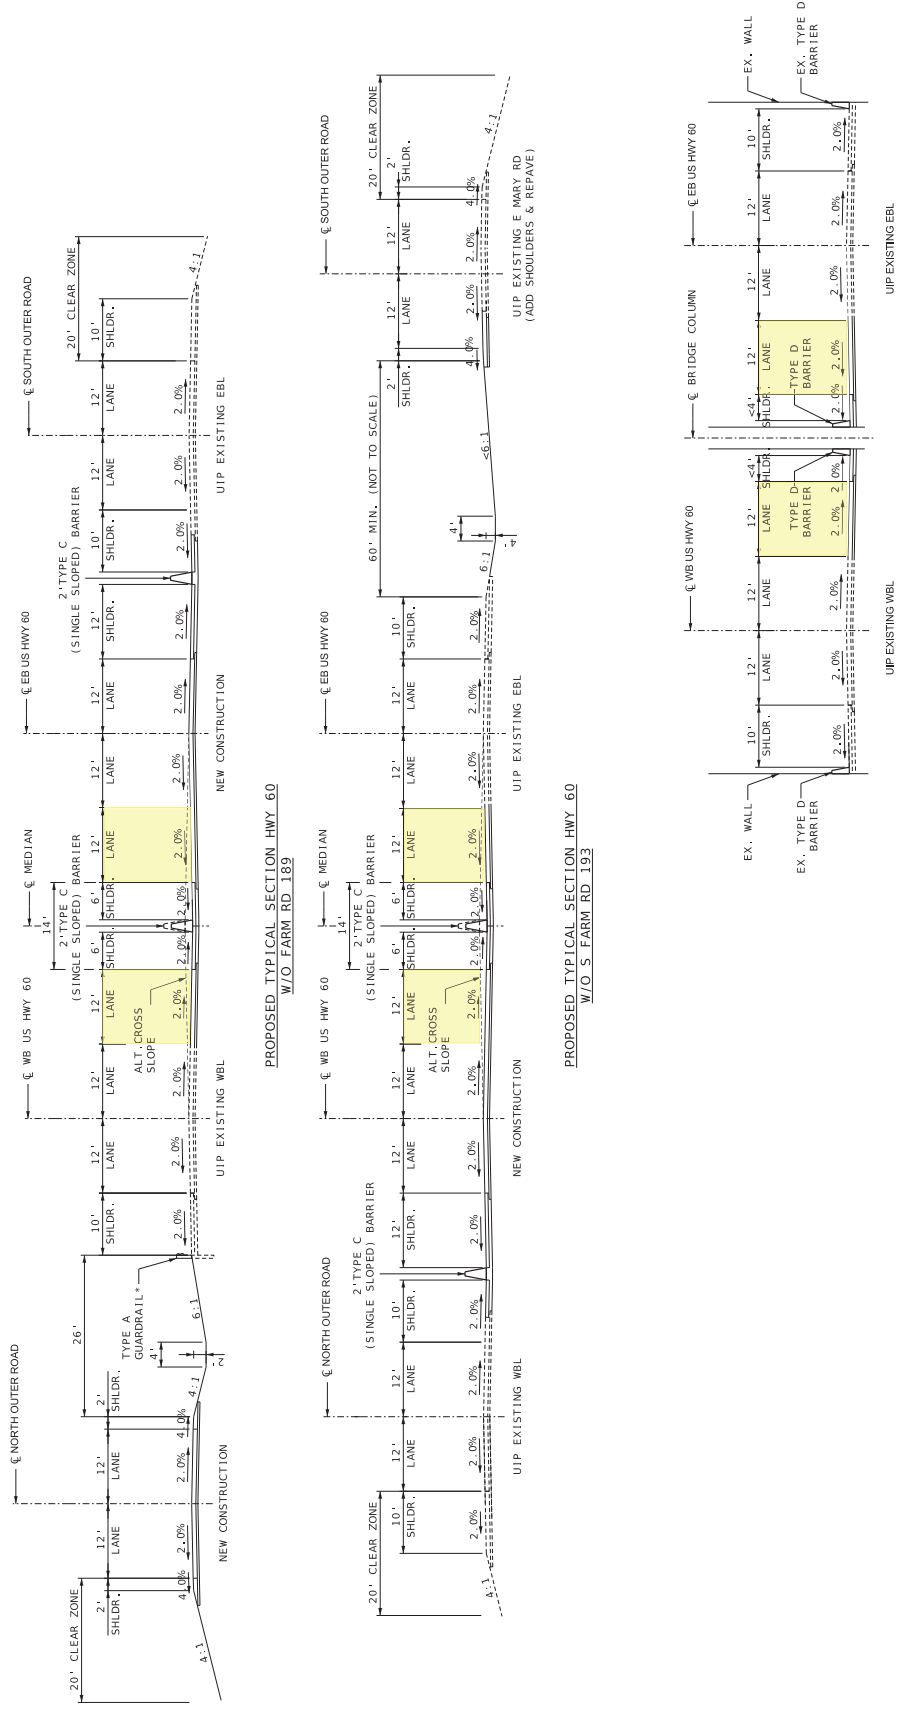 ℄ NORTH OUTER ROAD
℄ WB US HWY 60
℄ MEDIAN
℄ EB US HWY 60
℄ SOUTH OUTER ROAD
14'
2'TYPE C
(SINGLE SLOPED) BARRIER
2'TYPE C
(SINGLE SLOPED) BARRIER
20' CLEAR ZONE
26'
20' CLEAR ZONE
2' 12' 12' 2' 10' 12' 12' 12' 6' 6' 12' 12' 12' 12' 10' 12' 12' 10'
SHLDR. LANE LANE SHLDR. SHLDR. LANE LANE LANE SHLDR. SHLDR. LANE LANE LANE SHLDR. SHLDR. LANE LANE SHLDR.
TYPE A
GUARDRAIL*
4'
ALT. CROSS
SLOPE
4:1 4.0% 2.0% 2.0% 4.0% 4:1 2' 6:1 2.0% 2.0% 2.0% 2.0% 2.0% 2.0% 2.0% 2.0% 2.0% 2.0% 2.0% 2.0% 2.0% 4:1
NEW CONSTRUCTION
UIP EXISTING WBL
NEW CONSTRUCTION
UIP EXISTING EBL
PROPOSED TYPICAL SECTION HWY 60
W/O FARM RD 189
℄ NORTH OUTER ROAD
℄ WB US HWY 60
℄ MEDIAN
℄ EB US HWY 60
℄ SOUTH OUTER ROAD
14'
2'TYPE C
(SINGLE SLOPED) BARRIER
2'TYPE C
(SINGLE SLOPED) BARRIER
20' CLEAR ZONE
60' MIN. (NOT TO SCALE)
20' CLEAR ZONE
10' 12' 12' 10' 12' 12' 12' 12' 6' 6' 12' 12' 12' 10' 2' 12' 12' 2'
SHLDR. LANE LANE SHLDR. SHLDR. LANE LANE LANE SHLDR. SHLDR. LANE LANE LANE SHLDR. SHLDR. LANE LANE SHLDR.
ALT. CROSS
SLOPE
4'
4:1 2.0% 2.0% 2.0% 2.0% 2.0% 2.0% 2.0% 2.0% 2.0% 2.0% 2.0% 2.0% 2.0% 2.0% 6:1 2' <6:1 4.0% 2.0% 2.0% 4.0% 4:1
UIP EXISTING WBL
NEW CONSTRUCTION
UIP EXISTING EBL
UIP EXISTING E MARY RD
(ADD SHOULDERS & REPAVE)
PROPOSED TYPICAL SECTION HWY 60
W/O S FARM RD 193
℄ WB US HWY 60
℄ BRIDGE COLUMN
℄ EB US HWY 60
EX. WALL
EX. WALL
10' 12' 12' 12' <4' <4' 12' 12' 12' 10'
SHLDR. LANE LANE LANE SHLDR. SHLDR. LANE LANE LANE SHLDR.
EX. TYPE D
BARRIER
TYPE D
BARRIER
TYPE D
BARRIER
EX. TYPE D
BARRIER
2.0% 2.0% 2.0% 2.0% 2.0% 2.0% 2.0% 2.0% 2.0% 2.0%
UIP EXISTING WBL
UIP EXISTING EBL